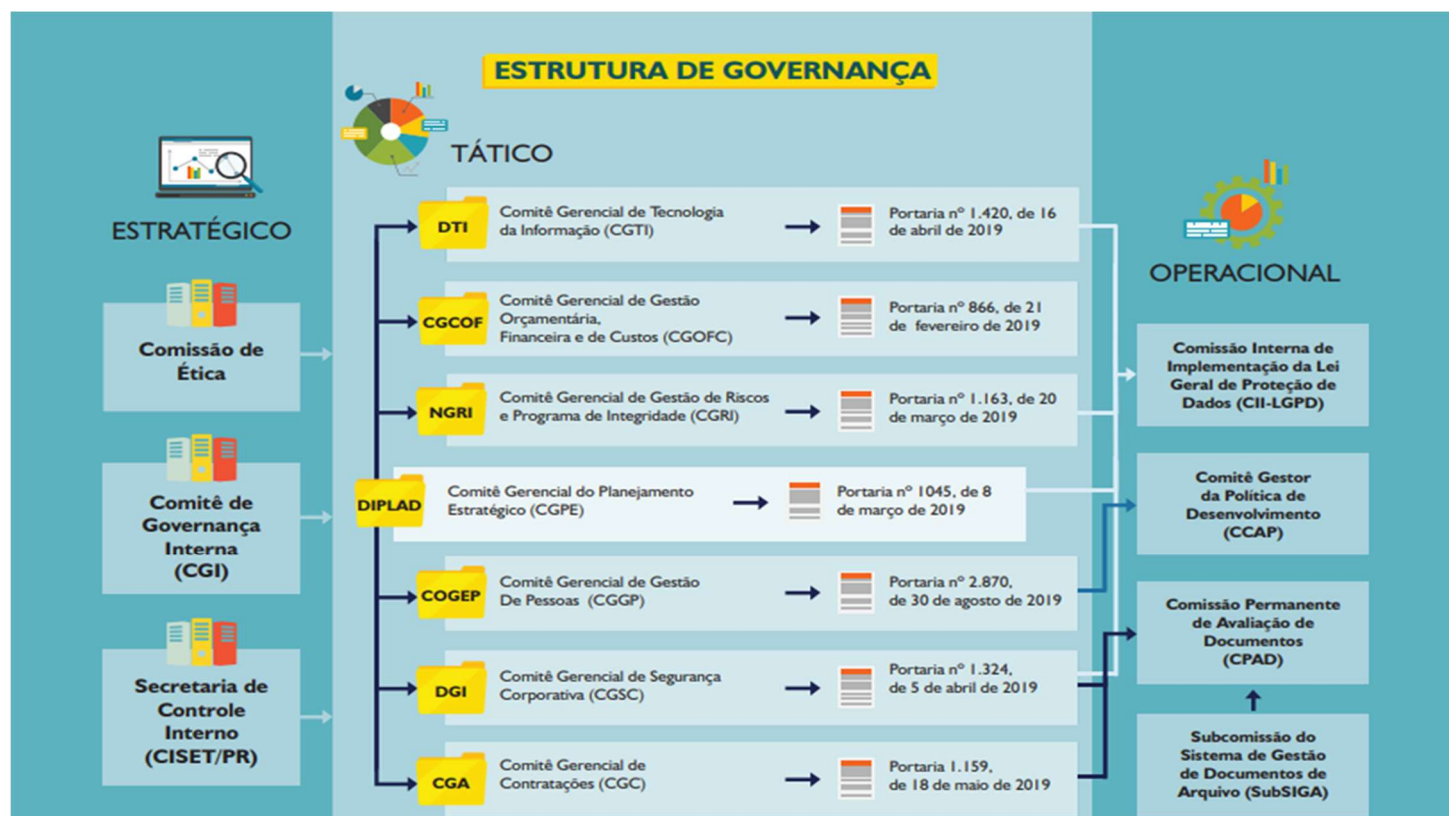 ESTRUTURA DE GOVERNANÇA
ESTRATÉGICO
Comissão de
Ética
Comitê de
Governança
Interna
(CGI)
Secretaria de
Controle
Interno
(CISET/PR)
TÁTICO
DTI
Comitê Gerencial de Tecnologia
da Informação (CGTI)
Portaria nº 1.420, de 16
de abril de 2019
CGCOF
Comitê Gerencial de Gestão
Orçamentária,
Financeira e de Custos (CGOFC)
Portaria nº 866, de 21
de fevereiro de 2019
NGRI
Comitê Gerencial de Gestão de Riscos
e Programa de Integridade (CGRI)
Portaria nº 1.163, de 20
de março de 2019
DIPLAD
Comitê Gerencial do Planejamento
Estratégico (CGPE)
Portaria nº 1045, de 8
de março de 2019
COGEP
Comitê Gerencial de Gestão
De Pessoas (CGGP)
Portaria nº 2.870,
de 30 de agosto de 2019
DGI
Comitê Gerencial de Segurança
Corporativa (CGSC)
Portaria nº 1.324,
de 5 de abril de 2019
CGA
Comitê Gerencial de
Contratações (CGC)
Portaria 1.159,
de 18 de maio de 2019
OPERACIONAL
Comissão Interna de
Implementação da Lei
Geral de Proteção de
Dados (CII-LGPD)
Comitê Gestor
da Política de
Desenvolvimento
(CCAP)
Comissão Permanente
de Avaliação de
Documentos
(CPAD)
Subcomissão do
Sistema de Gestão
de Documentos de
Arquivo (SubSIGA)